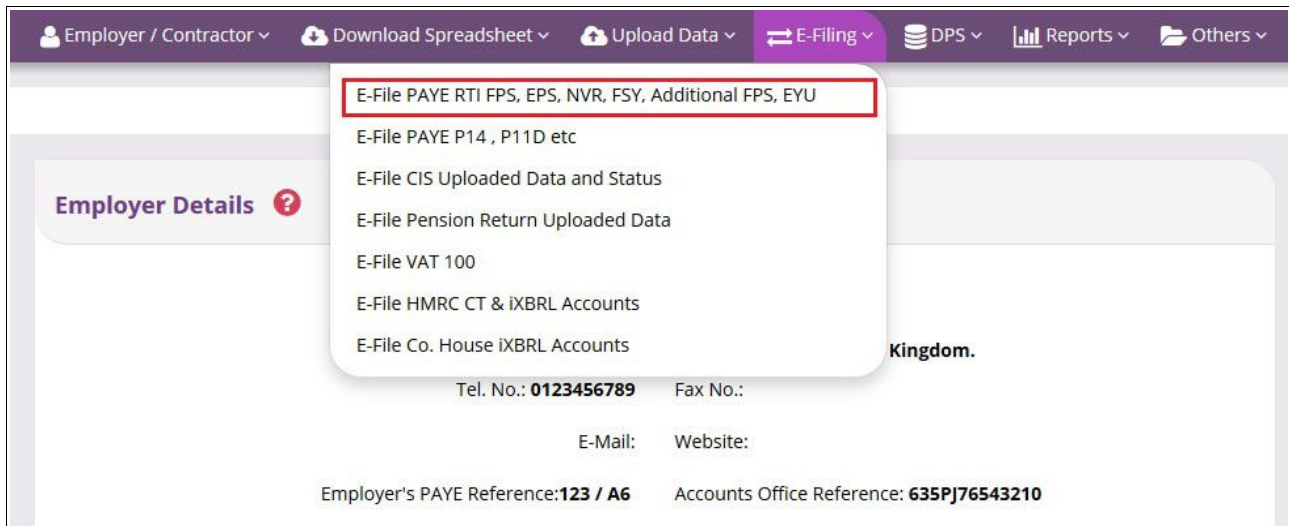 Employer / Contractor Download Spreadsheet Upload Data E-Filing DPS Reports Others
E-File PAYE RTI FPS, EPS, NVR, FSY, Additional FPS, EYU
E-File PAYE P14 , P11D etc
E-File CIS Uploaded Data and Status
Employer Details ?
E-File Pension Return Uploaded Data
E-File VAT 100
E-File HMRC CT & iXBRL Accounts
E-File Co. House iXBRL Accounts
Kingdom.
Tel. No.: 0123456789 Fax No.:
E-Mail: Website:
Employer's PAYE Reference:123 / A6 Accounts Office Reference: 635PJ76543210